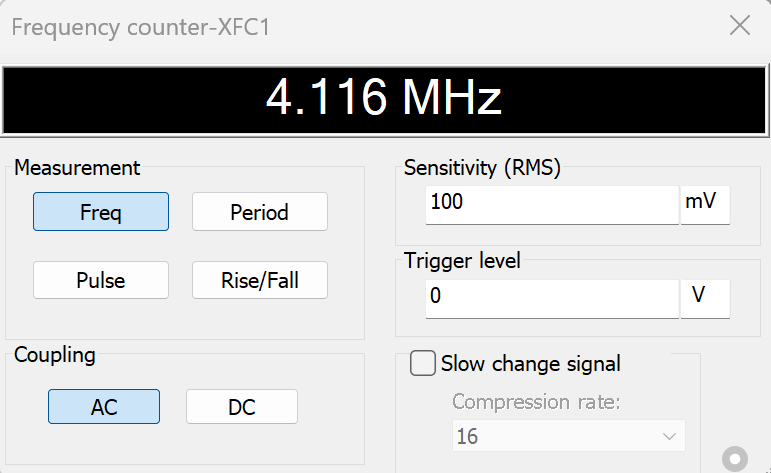 Frequency counter-XFC1
4.116 MHz
Measurement
Freq Period
Pulse Rise/Fall
Coupling
AC DC
Sensitivity (RMS)
100 mV
Trigger level
0 V
Slow change signal
Compression rate:
16